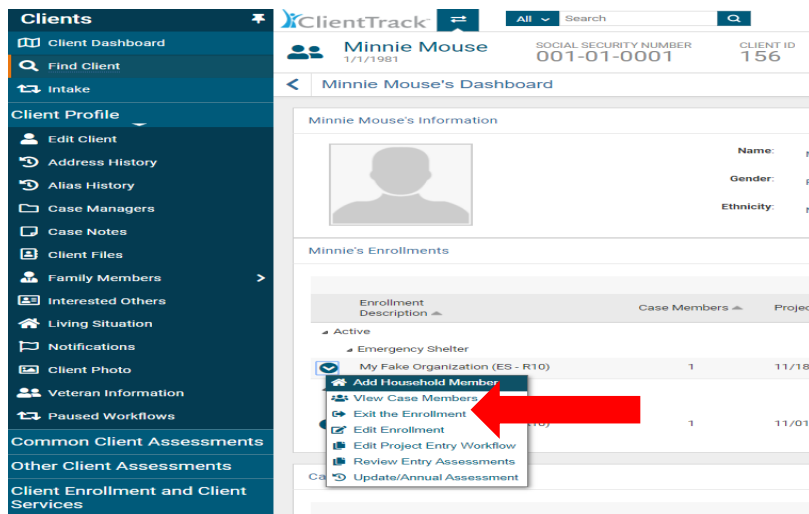 Clients
Client Dashboard
Find Client
Intake
Client Profile
Edit Client
Address History
Alias History
Case Managers
Case Notes
Client Files
Family Members
Interested Others
Living Situation
Notifications
Client Photo
Veteran Information
Paused Workflows
Common Client Assessments
Other Client Assessments
Client Enrollment and Client
Services
ClientTrack
All
Search
Minnie Mouse
1/1/1981
SOCIAL SECURITY NUMBER
001-01-0001
CLIENT ID
156
Minnie Mouse's Dashboard
Minnie Mouse's Information
Name:
Gender:
Ethnicity:
Minnie's Enrollments
Enrollment
Description
Case Members
Active
Emergency Shelter
My Fake Organization (ES - R10) 1 11/18
Add Household Member
View Case Members
Exit the Enrollment
1 11/01
Edit Enrollment
Edit Project Entry Workflow
Review Entry Assessments
Update/Annual Assessment